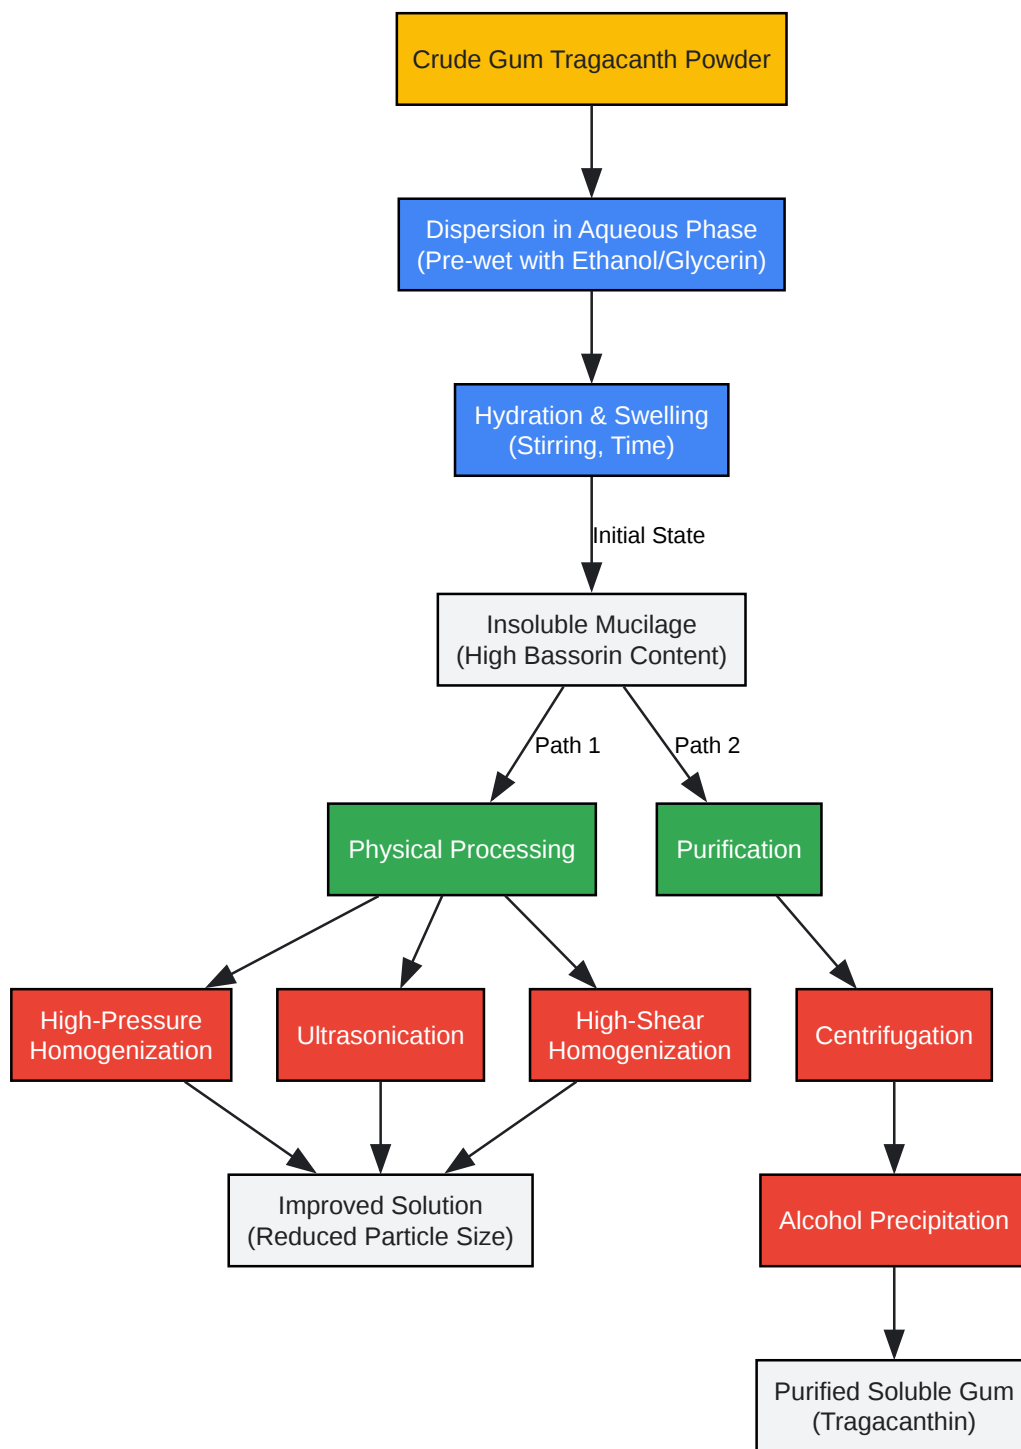 Crude Gum Tragacanth Powder
Dispersion in Aqueous Phase
(Pre-wet with Ethanol/Glycerin)
Hydration & Swelling
(Stirring, Time)
Initial State
Insoluble Mucilage
(High Bassorin Content)
Path 1
Path 2
Physical Processing
Purification
High-Pressure
Homogenization
Ultrasonication
High-Shear
Homogenization
Centrifugation
Improved Solution
(Reduced Particle Size)
Alcohol Precipitation
Purified Soluble Gum
(Tragacanthin)